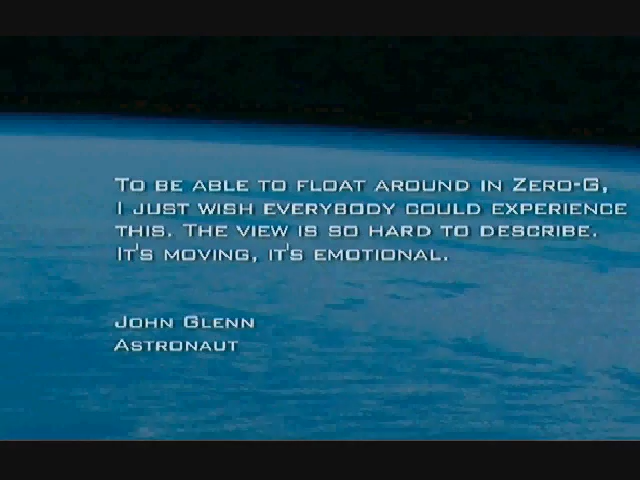 To be able to float around in Zero-G,
I just wish everybody could experience
this. The view is so hard to describe.
It's moving, it's emotional.
John Glenn
Astronaut